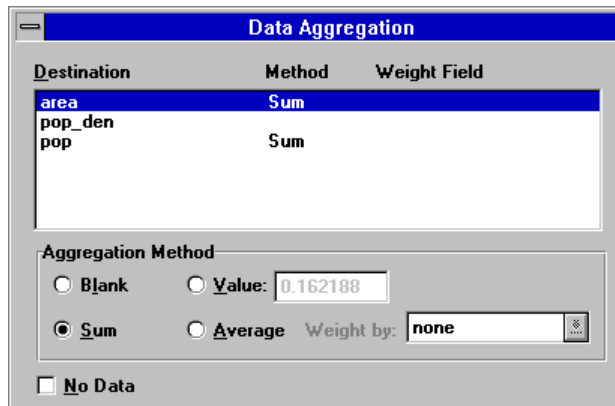 Data Aggregation
Destination Method Weight Field
area Sum
pop_den
pop Sum
Aggregation Method
Blank Value: 0.162188
Sum Average Weight by: none
No Data